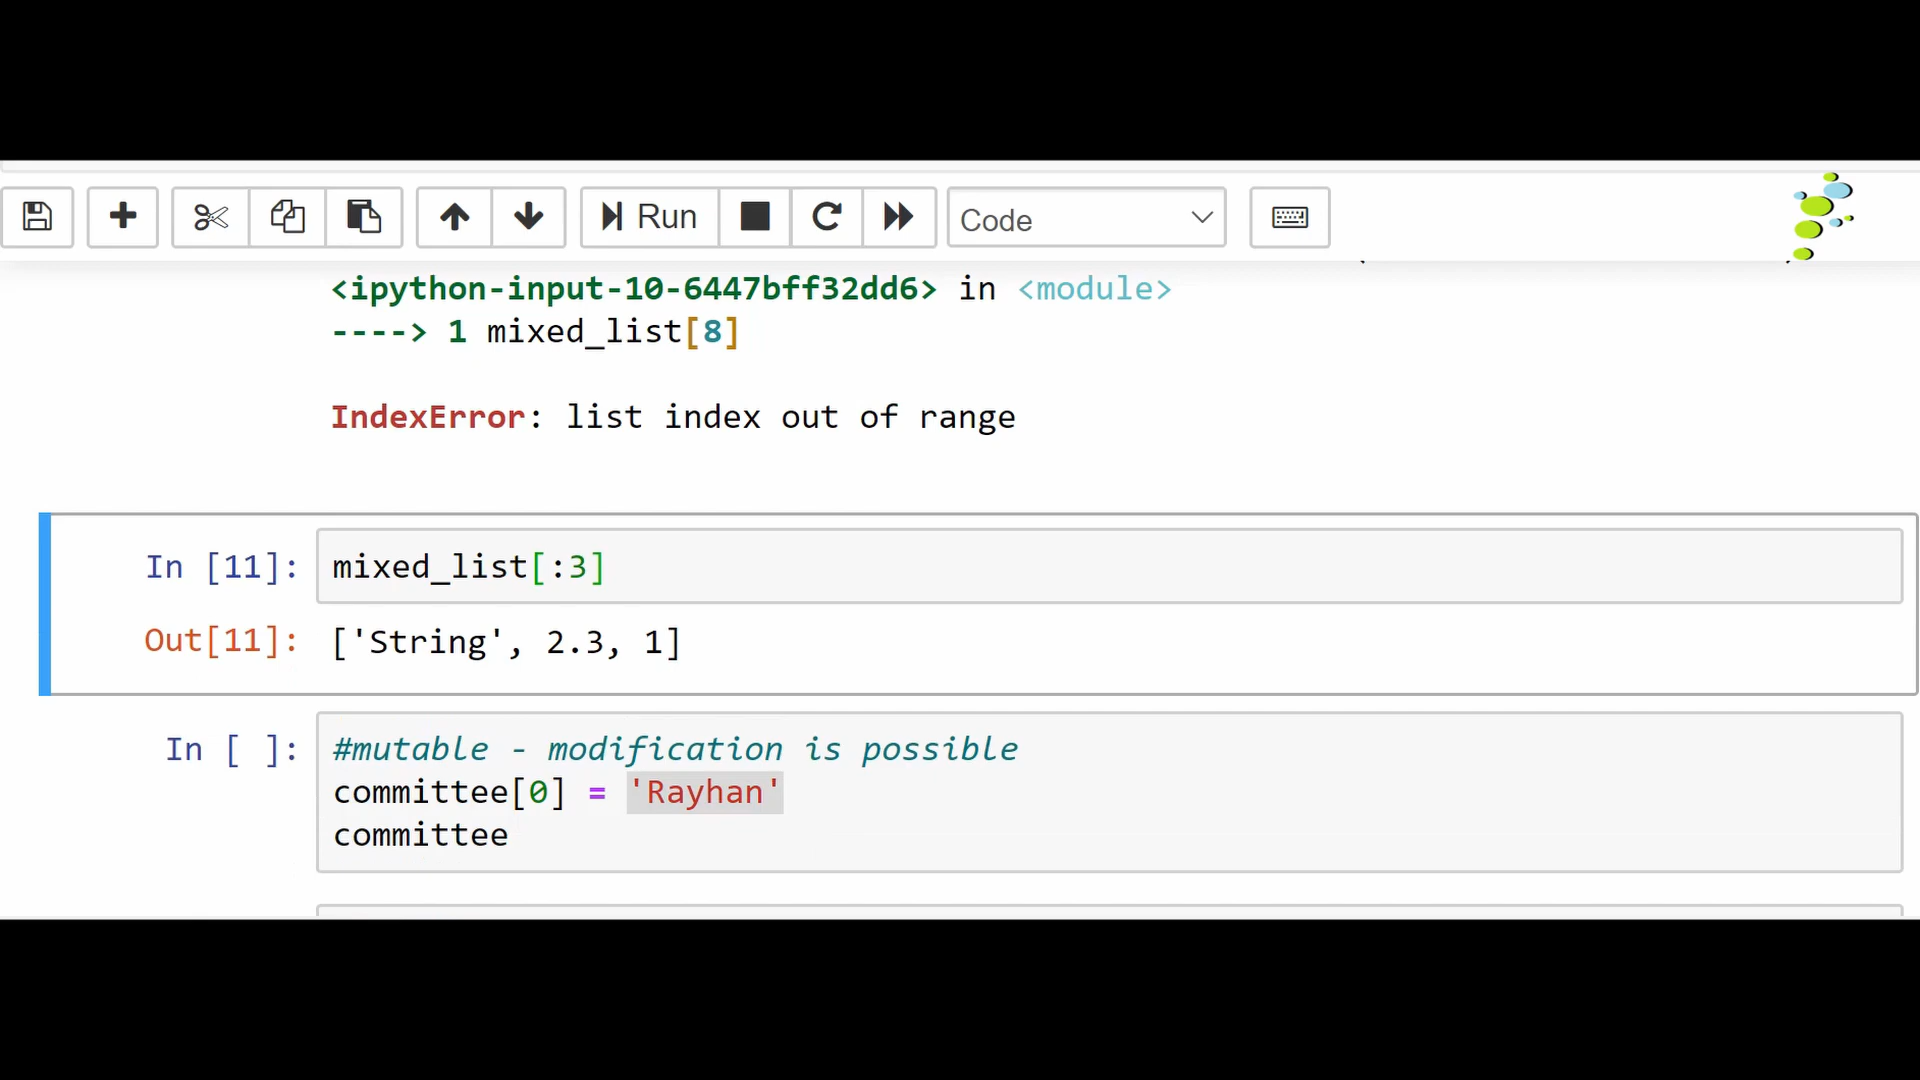 Run
Code
<ipython-input-10-6447bff32dd6> in <module>
----> 1 mixed_list[8]
IndexError: list index out of range
In [11]: mixed_list[:3]
Out[11]: ['String', 2.3, 1]
In [ ]: #mutable - modification is possible
committee[0] = 'Rayhan'
committee